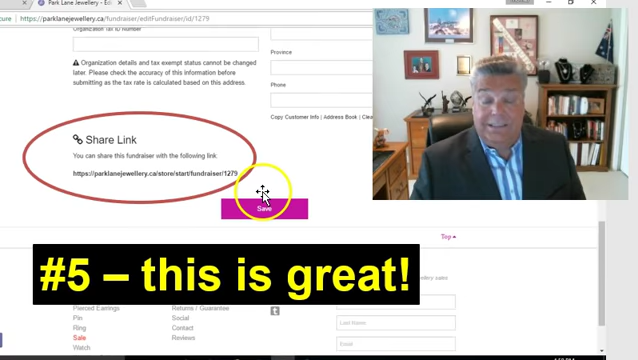 Park Lane Jewellery - Edi
https://parklanejewellery.ca/fundraiser/editFundraiser/id/1279
Organization Tax ID Number
Organization details and tax exempt status cannot be changed
later. Please check the accuracy of this information before
submitting as the tax rate is calculated based on this address.
Province
Phone
Copy Customer Info | Address Book | Clea
Share Link
You can share this fundraiser with the following link.
https://parklanejewellery.ca/store/start/fundraiser/1279
Save
Top
#5 – this is great!
Pierced Earrings
Pin
Ring
Sale
Watch
Returns / Guarantee
Social
Contact
Reviews
sales
Last Name
Email